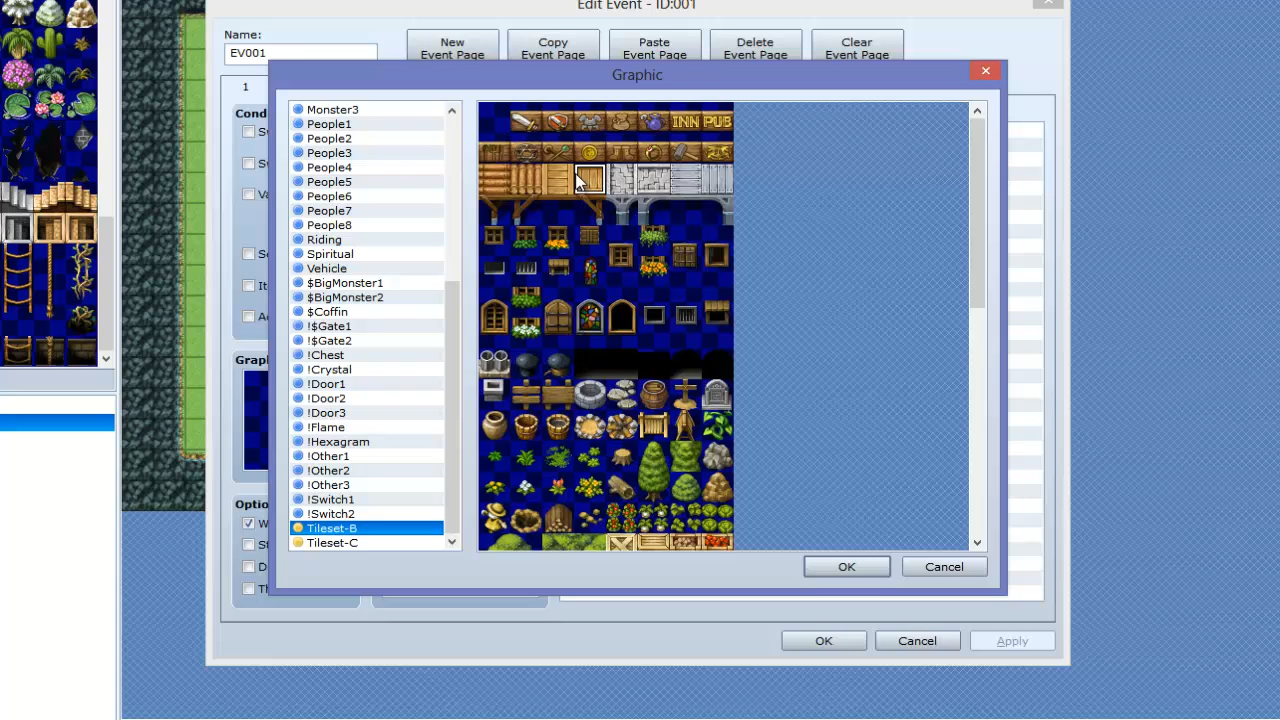 Edit Event - ID:001
Name:
EV001
New
Event Page
Copy
Event Page
Paste
Event Page
Delete
Event Page
Clear
Event Page
1
Graphic
Monster3
People1
People2
People3
People4
People5
People6
People7
People8
Riding
Spiritual
Vehicle
$BigMonster1
$BigMonster2
$Coffin
!$Gate1
!$Gate2
!Chest
!Crystal
!Door1
!Door2
!Door3
!Flame
!Hexagram
!Other1
!Other2
!Other3
!Switch1
!Switch2
Tileset-B
Tileset-C
INN PUB
OK
Cancel
OK
Cancel
Apply